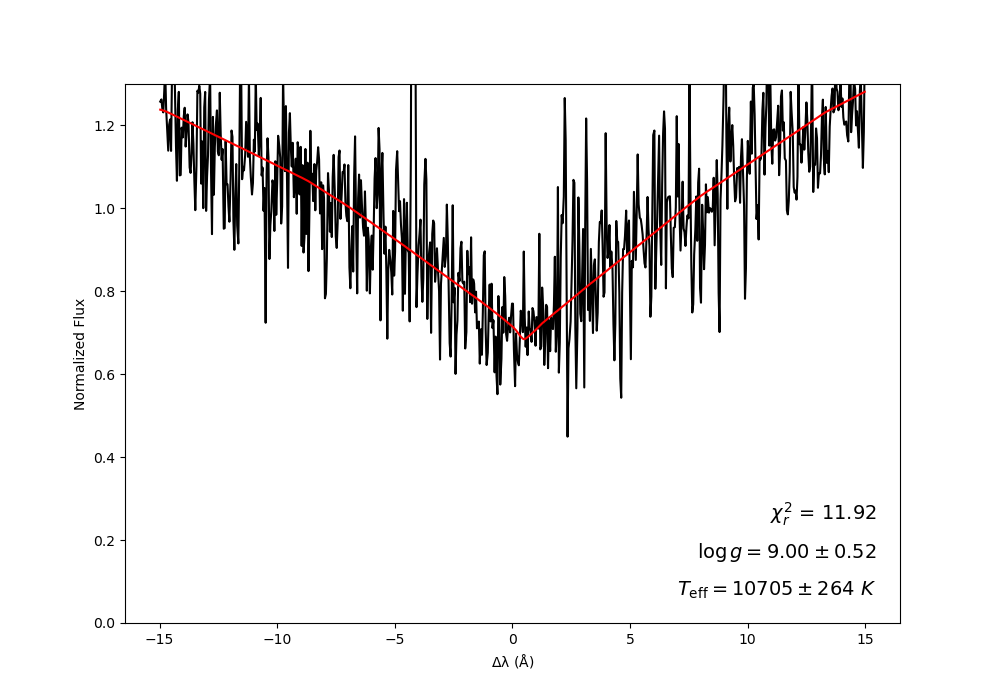 Normalized Flux
1.2
1.0
0.8
0.6
0.4
0.2
0.0
χ²ᵣ = 11.92
log g = 9.00 ± 0.52
T_eff = 10705 ± 264 K
−15 −10 −5 0 5 10 15
Δλ (Å)